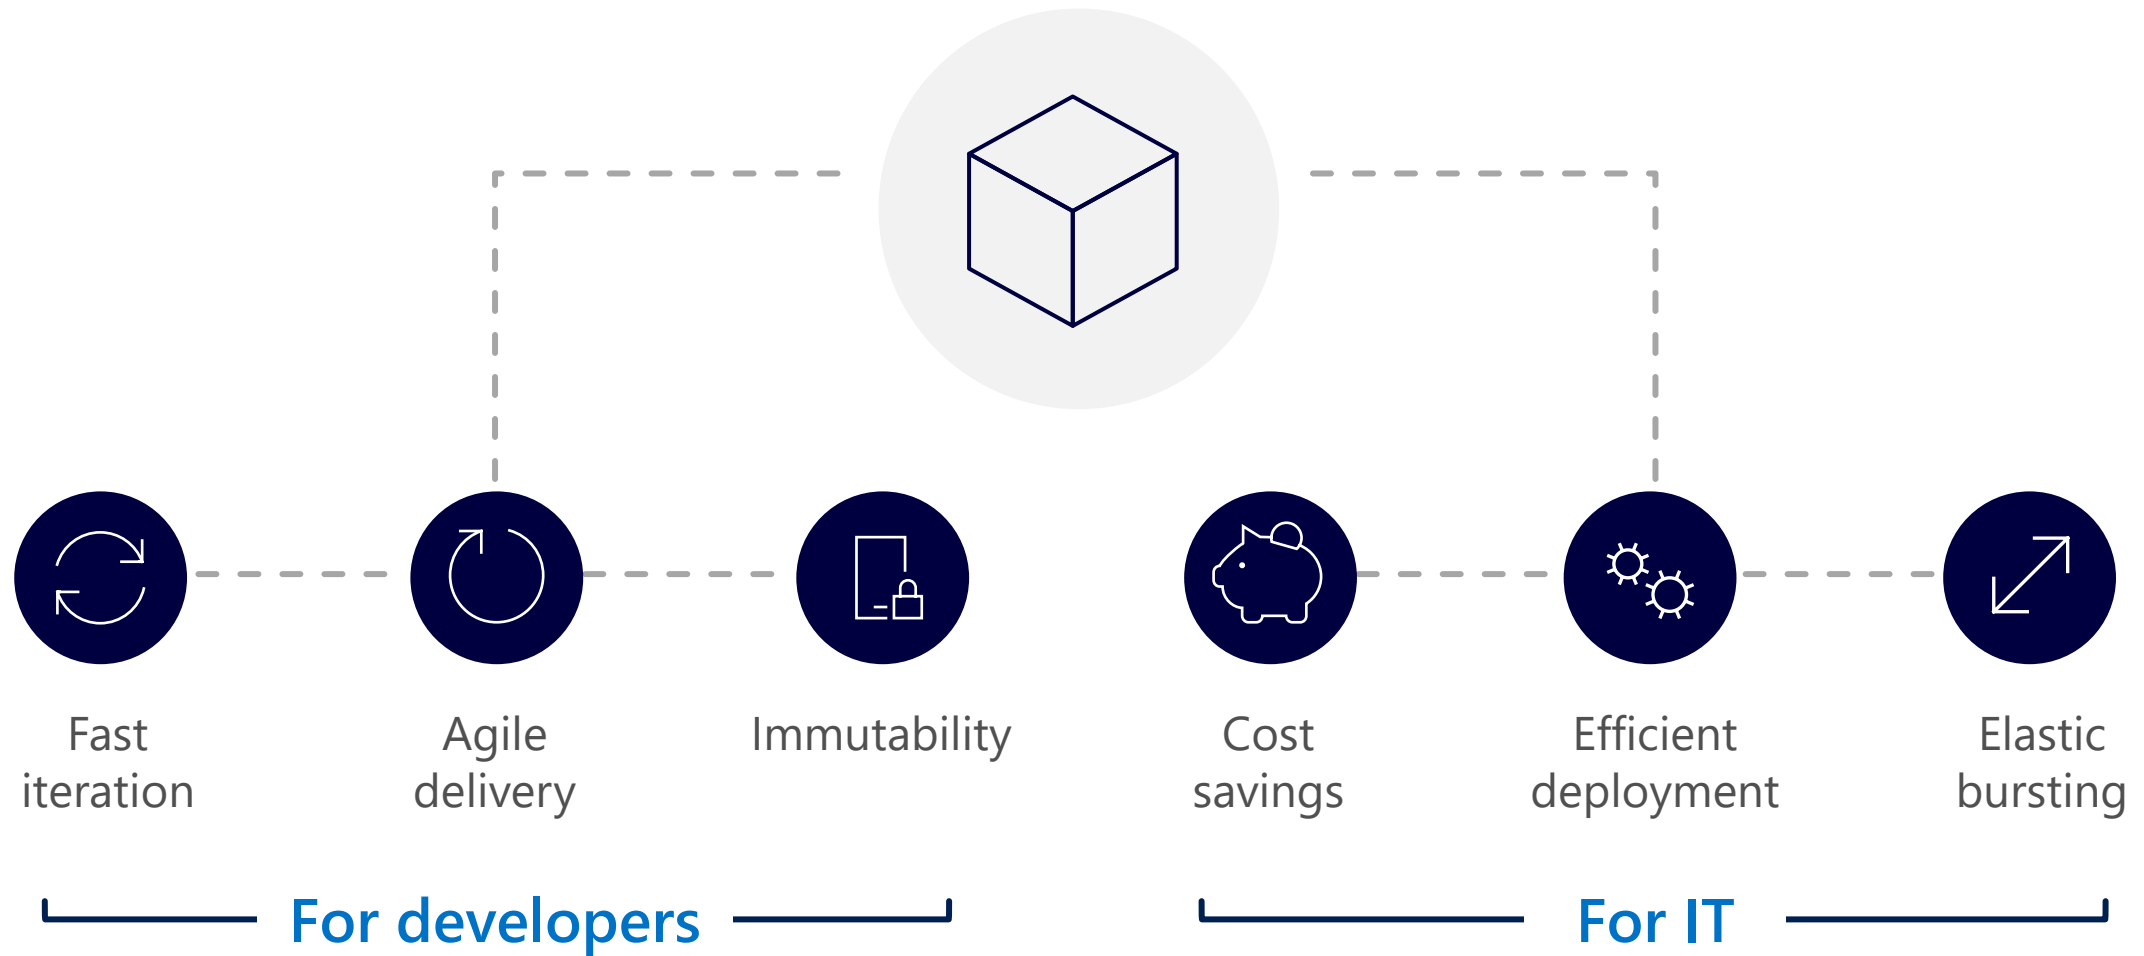 Fast
iteration
Agile
delivery
Immutability
Cost
savings
Efficient
deployment
Elastic
bursting
For developers
For IT